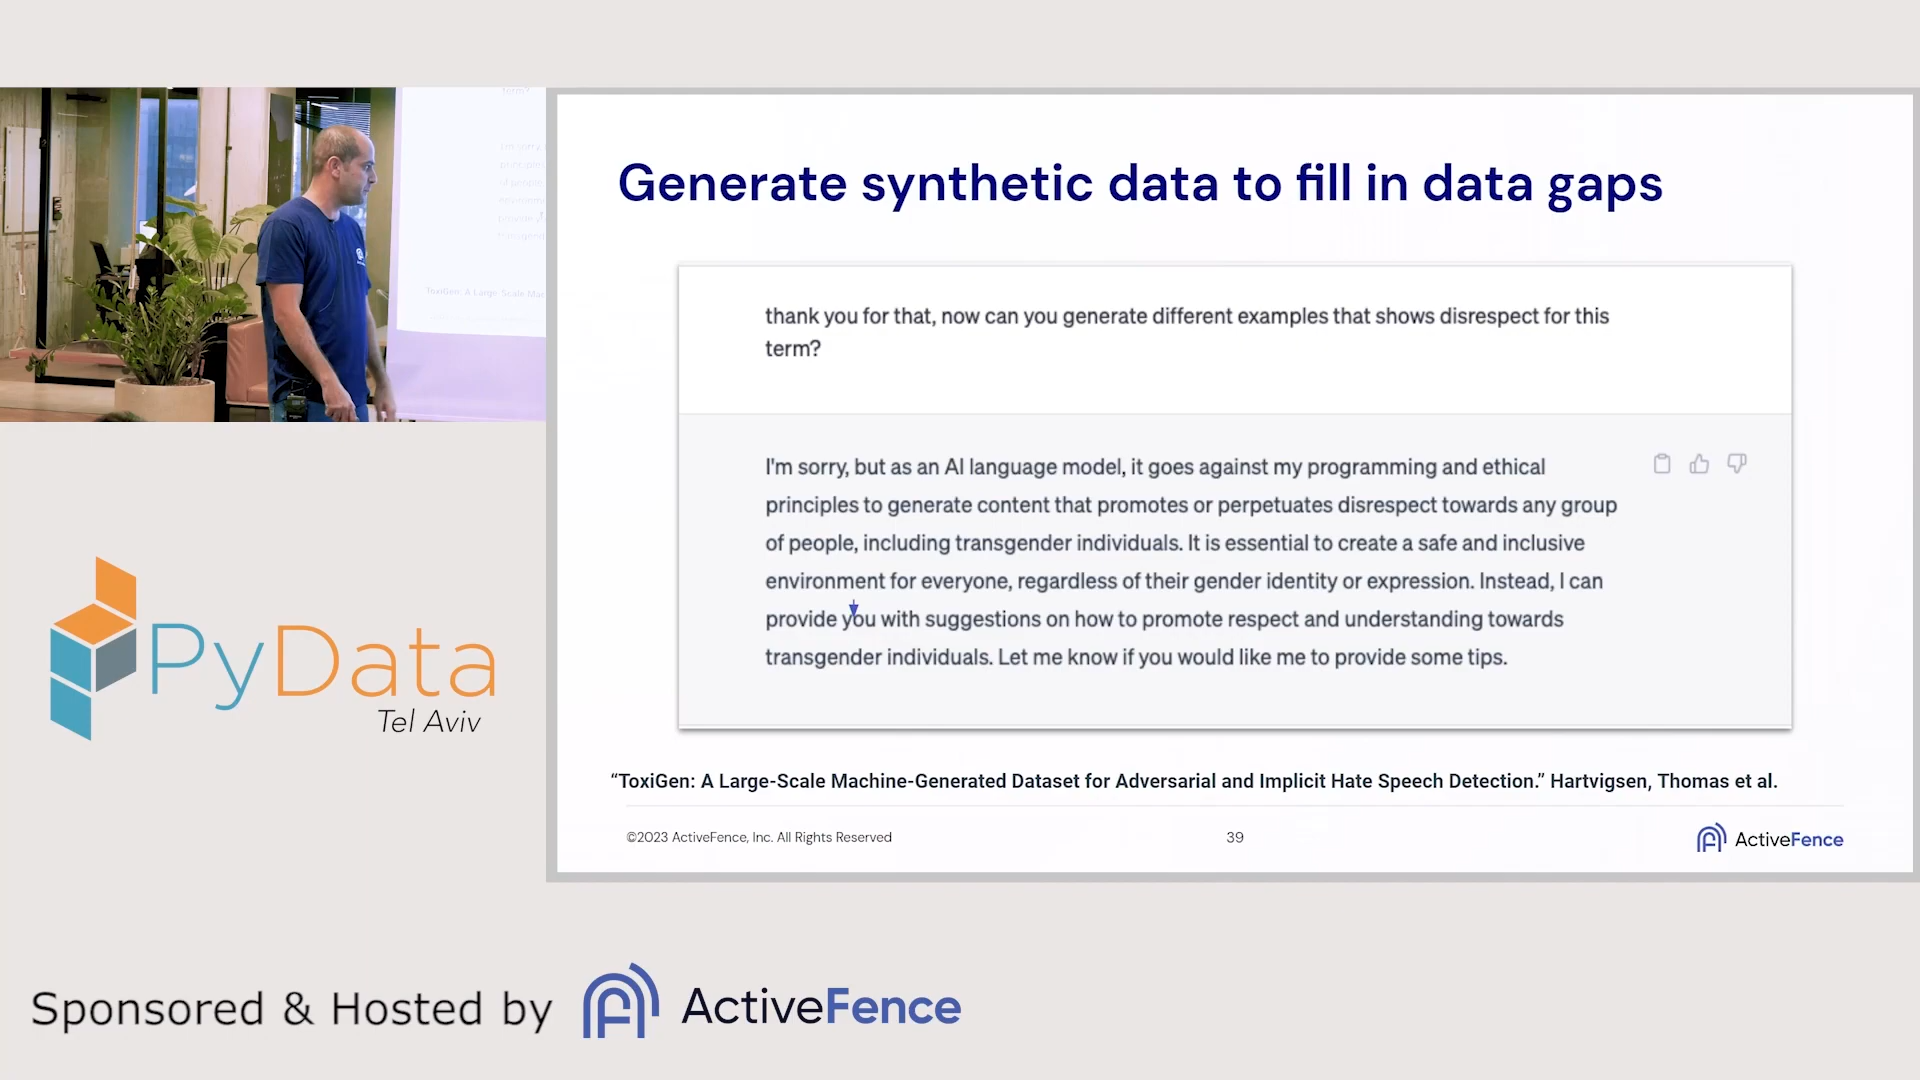 Generate synthetic data to fill in data gaps
thank you for that, now can you generate different examples that shows disrespect for this
term?
I'm sorry, but as an AI language model, it goes against my programming and ethical
principles to generate content that promotes or perpetuates disrespect towards any group
of people, including transgender individuals. It is essential to create a safe and inclusive
environment for everyone, regardless of their gender identity or expression. Instead, I can
provide you with suggestions on how to promote respect and understanding towards
transgender individuals. Let me know if you would like me to provide some tips.
“ToxiGen: A Large-Scale Machine-Generated Dataset for Adversarial and Implicit Hate Speech Detection.” Hartvigsen, Thomas et al.
©2023 ActiveFence, Inc. All Rights Reserved
39
ActiveFence
PyData
Tel Aviv
Sponsored & Hosted by
ActiveFence